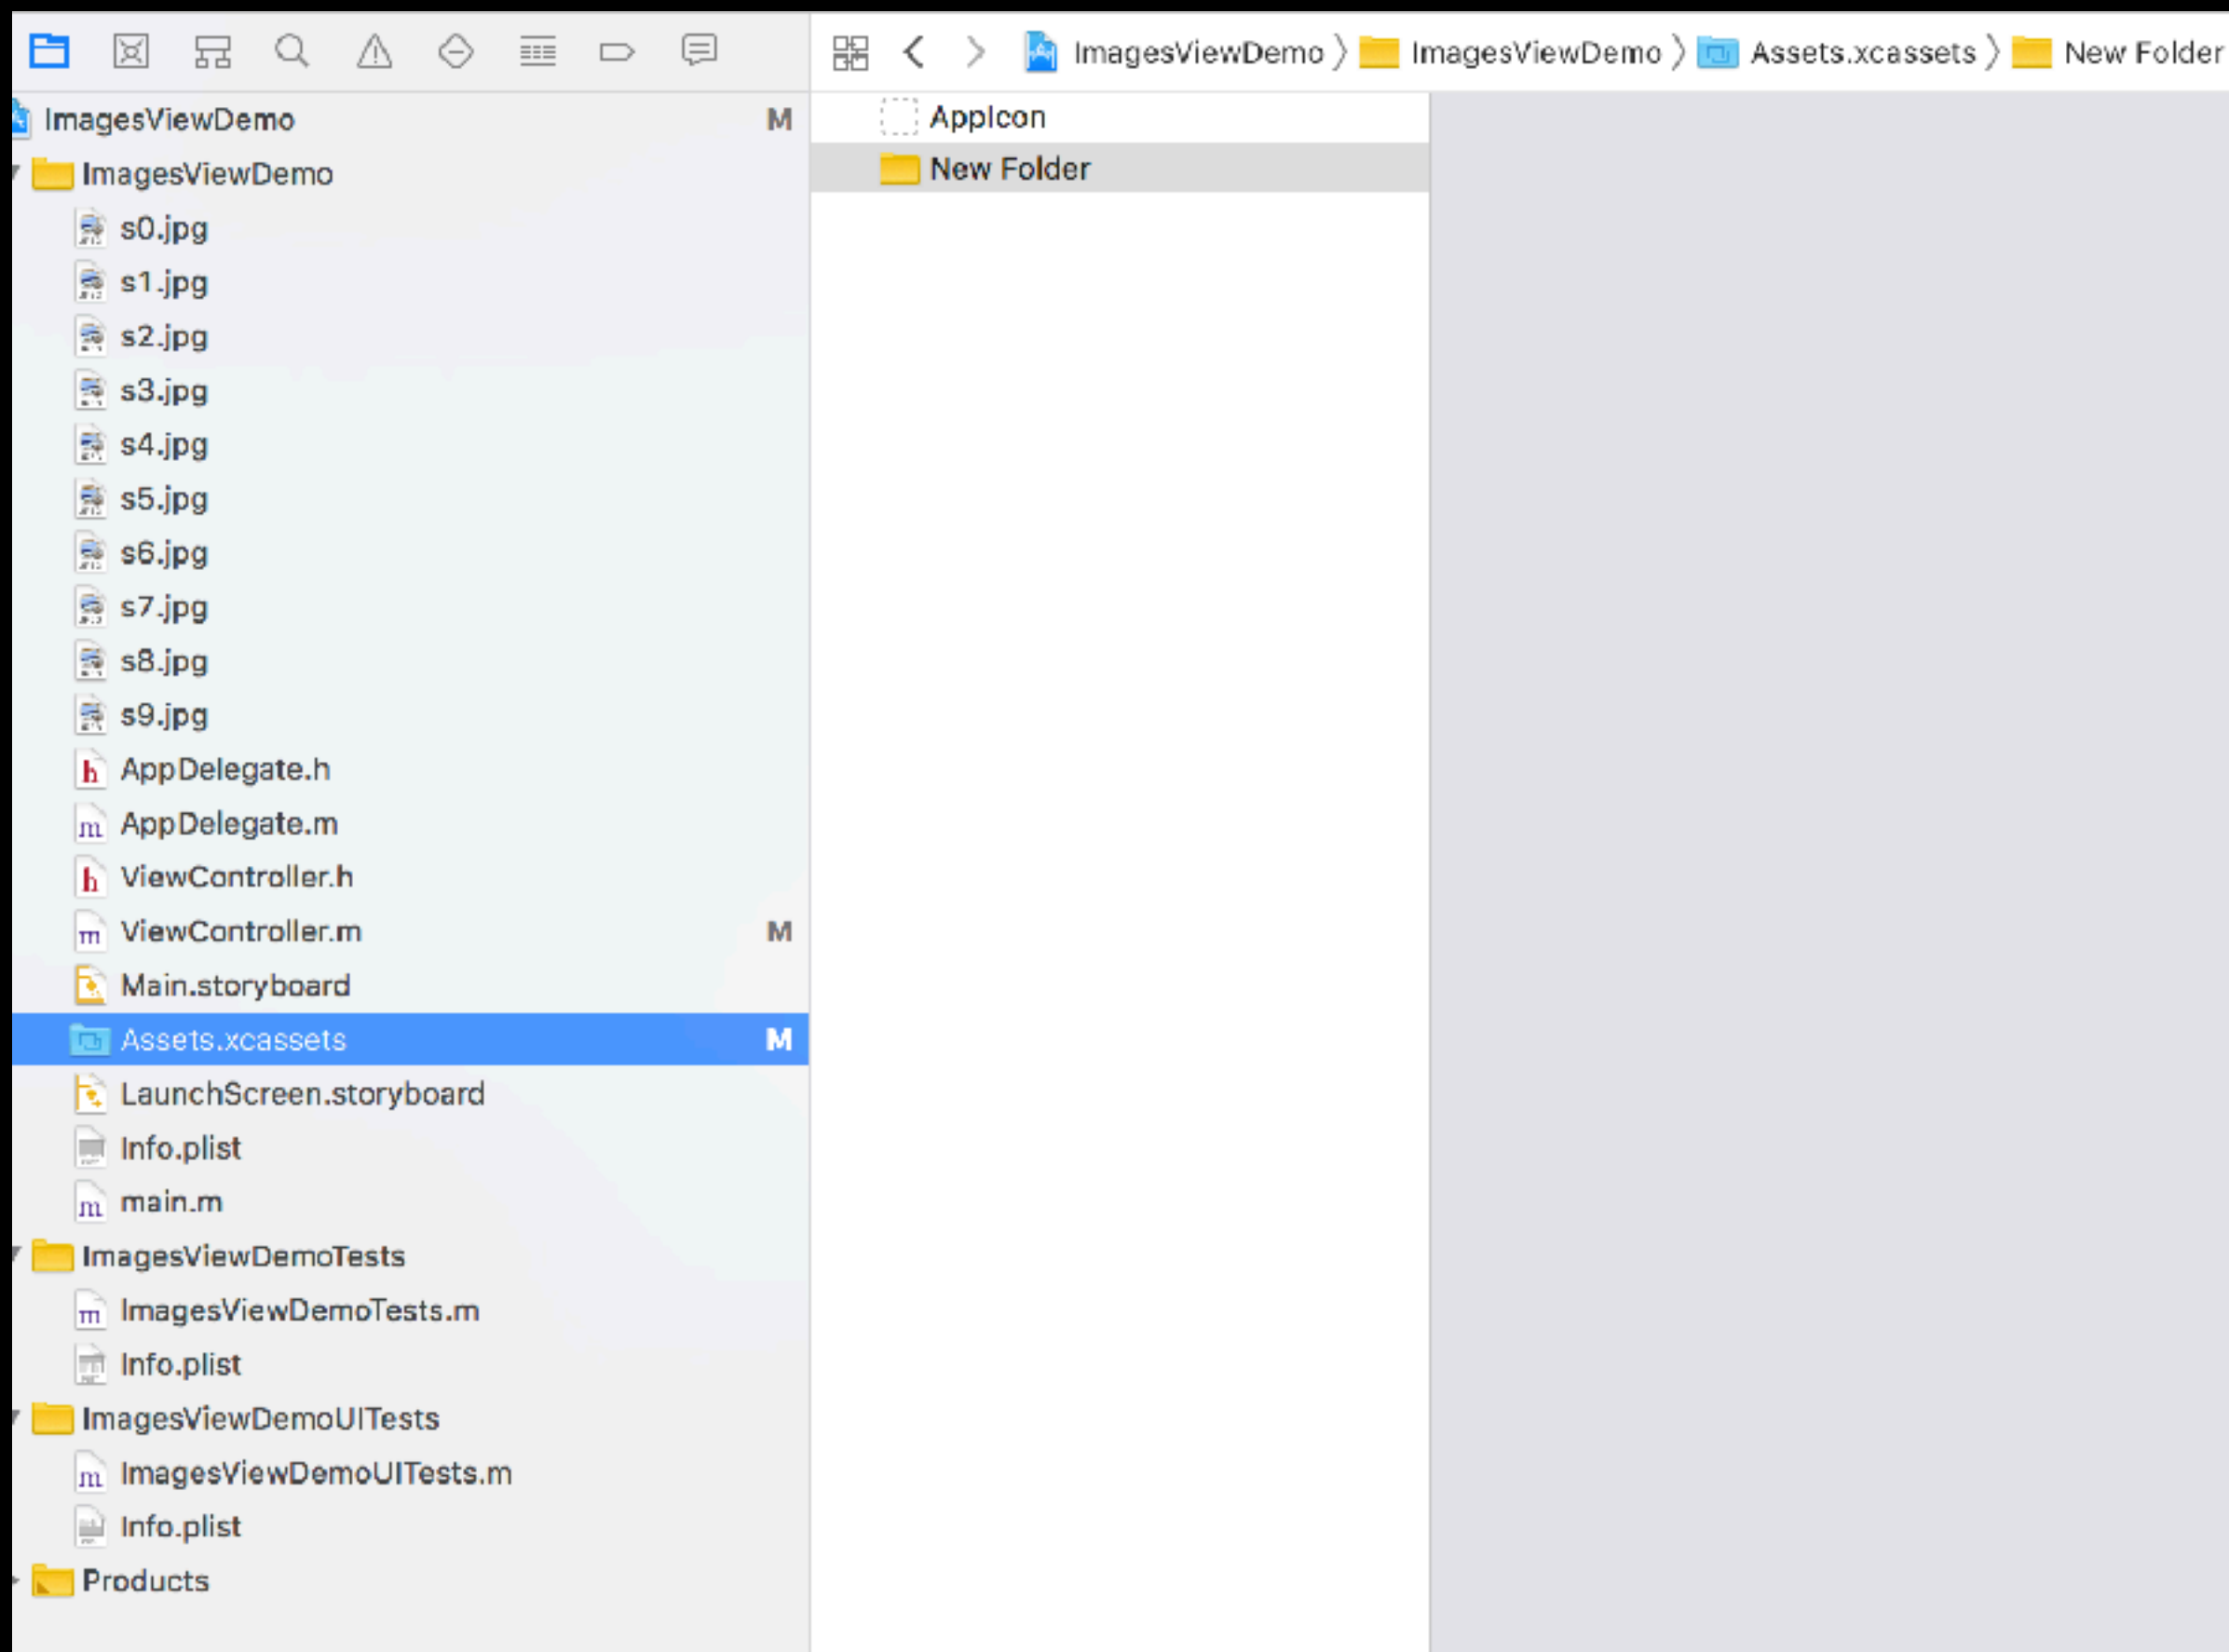 ImagesViewDemo 〉 ImagesViewDemo 〉 Assets.xcassets 〉 New Folder
ImagesViewDemo M
ImagesViewDemo
s0.jpg
s1.jpg
s2.jpg
s3.jpg
s4.jpg
s5.jpg
s6.jpg
s7.jpg
s8.jpg
s9.jpg
h AppDelegate.h
m AppDelegate.m
h ViewController.h
m ViewController.m M
Main.storyboard
Assets.xcassets M
LaunchScreen.storyboard
Info.plist
m main.m
ImagesViewDemoTests
m ImagesViewDemoTests.m
Info.plist
ImagesViewDemoUITests
m ImagesViewDemoUITests.m
Info.plist
Products
AppIcon
New Folder